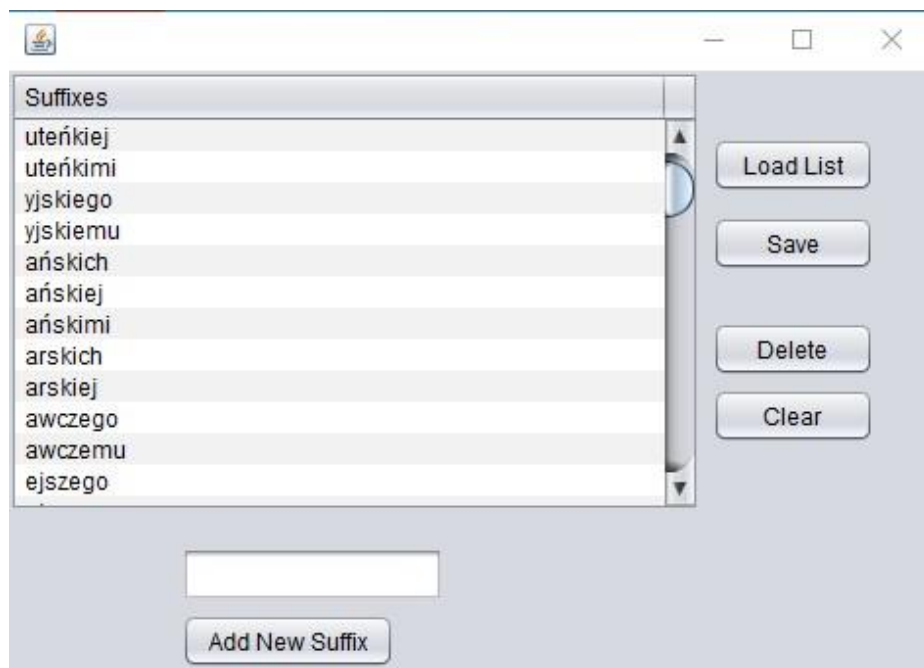 Suffixes
uteńkiej
uteńkimi
yjskiego
yjskiemu
ańskich
ańskiej
ańskimi
arskich
arskiej
awczego
awczemu
ejszego
Load List
Save
Delete
Clear
Add New Suffix